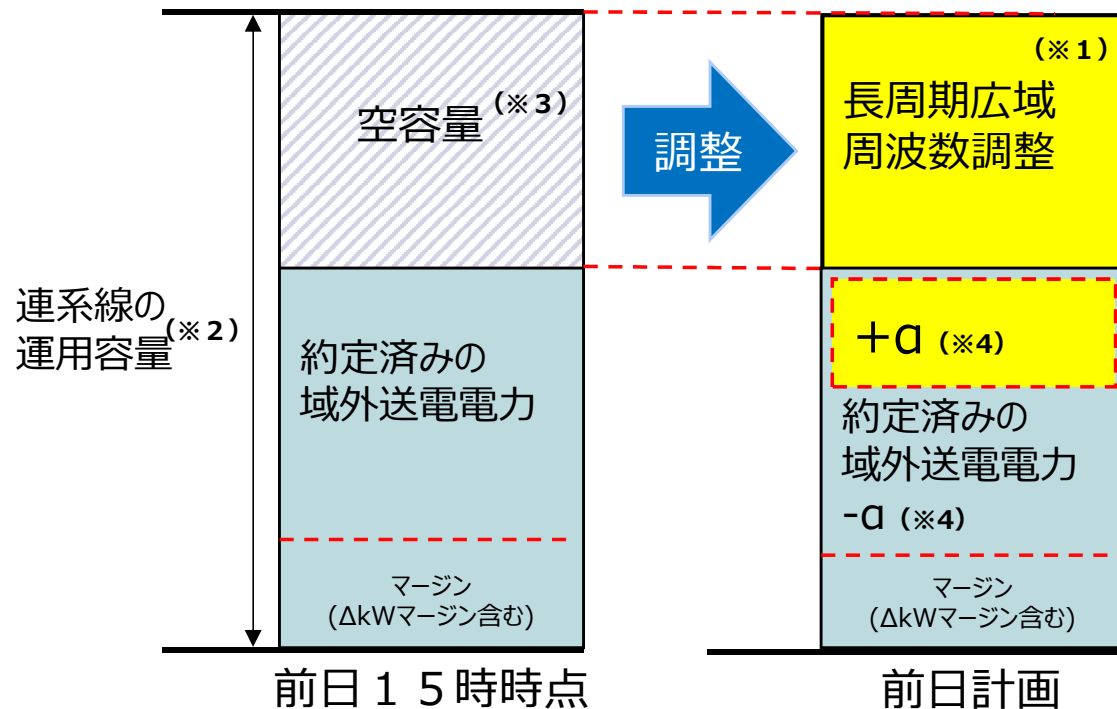 空容量（※３）
調整
（※１）
長周期広域
周波数調整
連系線の
運用容量（※２）
約定済みの
域外送電電力
＋α（※4）
約定済みの
域外送電電力
-α（※4）
マージン
(ΔkWマージン含む)
マージン
(ΔkWマージン含む)
前日１５時時点
前日計画